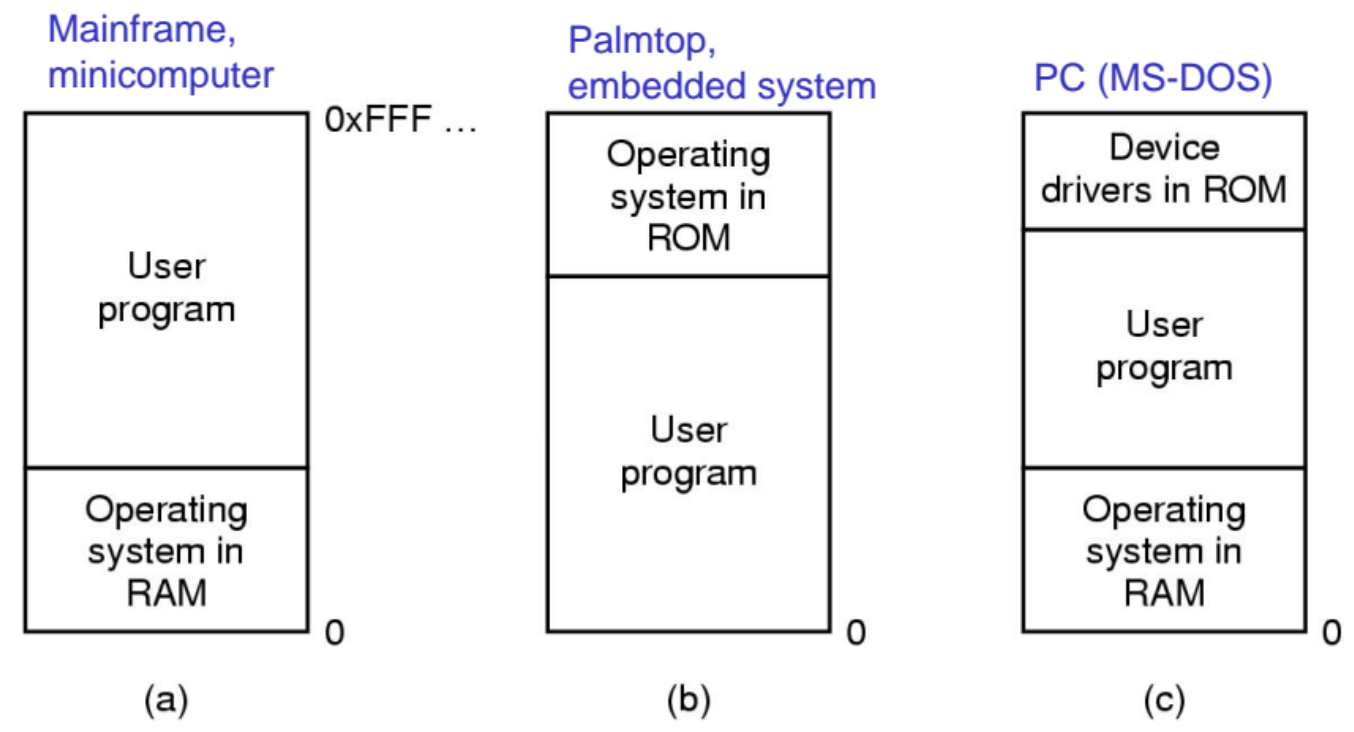 Mainframe,
minicomputer
0xFFF ...
User
program
Operating
system in
RAM
0
(a)
Palmtop,
embedded system
Operating
system in
ROM
User
program
0
(b)
PC (MS-DOS)
Device
drivers in ROM
User
program
Operating
system in
RAM
0
(c)